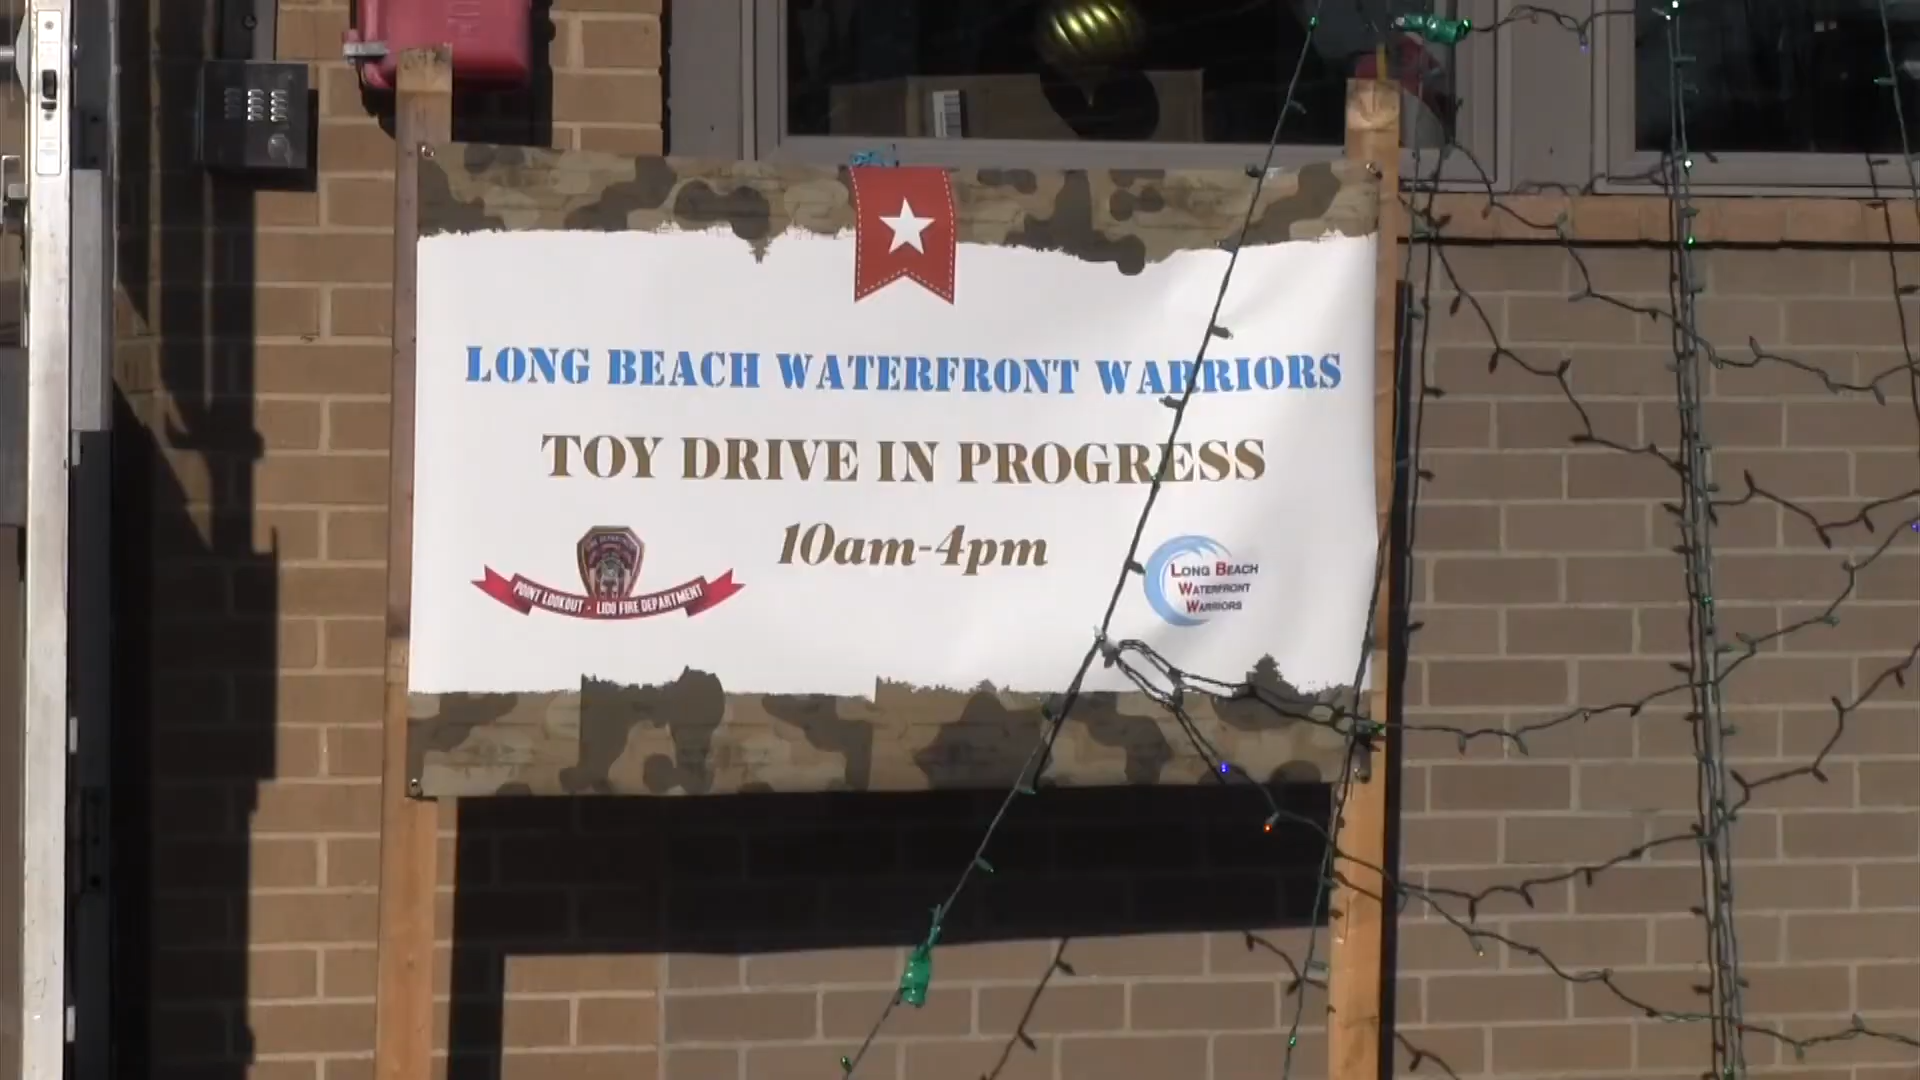 LONG BEACH WATERFRONT WARRIORS
TOY DRIVE IN PROGRESS
10am-4pm
POINT LOOKOUT - LIDO FIRE DEPARTMENT
LONG BEACH
WATERFRONT
WARRIORS